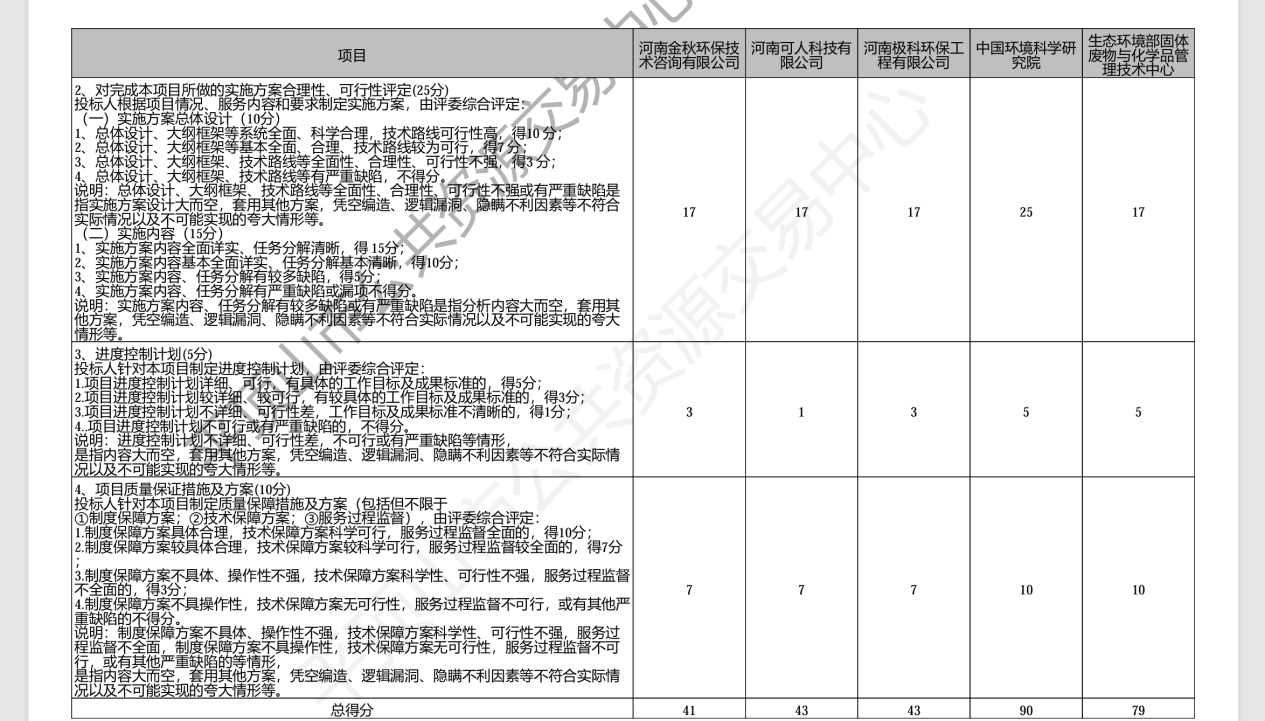 项目
河南金秋环保技
术咨询有限公司
河南可人科技有
限公司
河南极科环保工
程有限公司
中国环境科学研
究院
生态环境部固体
废物与化学品管
理技术中心
2、对完成本项目所做的实施方案合理性、可行性评定(25分)
投标人根据项目情况、服务内容和要求制定实施方案，由评委综合评定：
（一）实施方案总体设计（10分）
1、总体设计、大纲框架等系统全面、科学合理，技术路线可行性高，得10 分；
2、总体设计、大纲框架等基本全面、合理、技术路线较为可行，得7 分；
3、总体设计、大纲框架、技术路线等全面性、合理性、可行性不强，得3 分；
4、总体设计、大纲框架、技术路线等有严重缺陷，不得分。
说明：总体设计、大纲框架、技术路线等全面性、合理性、可行性不强或有严重缺陷是
指实施方案设计大而空，套用其他方案，凭空编造、逻辑漏洞、隐瞒不利因素等不符合
实际情况以及不可能实现的夸大情形等。
（二）实施内容（15分）
1、实施方案内容全面详实、任务分解清晰，得 15分；
2、实施方案内容基本全面详实、任务分解基本清晰，得10分；
3、实施方案内容、任务分解有较多缺陷，得5分；
4、实施方案内容、任务分解有严重缺陷或漏项不得分。
说明：实施方案内容、任务分解有较多缺陷或有严重缺陷是指分析内容大而空，套用其
他方案，凭空编造、逻辑漏洞、隐瞒不利因素等不符合实际情况以及不可能实现的夸大
情形等。
17
17
17
25
17
3、进度控制计划(5分)
投标人针对本项目制定进度控制计划，由评委综合评定：
1.项目进度控制计划详细、可行，有具体的工作目标及成果标准的，得5分；
2.项目进度控制计划较详细、较可行，有较具体的工作目标及成果标准的，得3分；
3.项目进度控制计划不详细、可行性差，工作目标及成果标准不清晰的，得1分；
4..项目进度控制计划不可行或有严重缺陷的，不得分。
说明：进度控制计划不详细、可行性差，不可行或有严重缺陷等情形，
是指内容大而空，套用其他方案，凭空编造、逻辑漏洞、隐瞒不利因素等不符合实际情
况以及不可能实现的夸大情形等。
3
1
3
5
5
4、项目质量保证措施及方案(10分)
投标人针对本项目制定质量保障措施及方案（包括但不限于
①制度保障方案；②技术保障方案；③服务过程监督），由评委综合评定：
1.制度保障方案具体合理，技术保障方案科学可行，服务过程监督全面的，得10分；
2.制度保障方案较具体合理，技术保障方案较科学可行，服务过程监督较全面的，得7分
；
3.制度保障方案不具体、操作性不强，技术保障方案科学性、可行性不强，服务过程监督
不全面的，得3分；
4.制度保障方案不具操作性，技术保障方案无可行性，服务过程监督不可行，或有其他严
重缺陷的不得分。
说明：制度保障方案不具体、操作性不强，技术保障方案科学性、可行性不强，服务过
程监督不全面，制度保障方案不具操作性，技术保障方案无可行性，服务过程监督不可
行，或有其他严重缺陷的等情形，
是指内容大而空，套用其他方案，凭空编造、逻辑漏洞、隐瞒不利因素等不符合实际情
况以及不可能实现的夸大情形等。
7
7
7
10
10
总得分
41
43
43
90
79
平顶山市公共资源交易中心
平顶山市公共资源交易中心